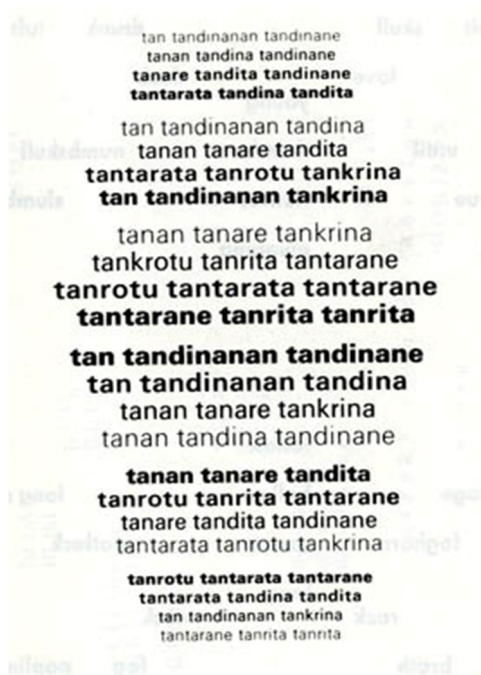 tan tandinanan tandinane
tanan tandina tandinane
tanare tandita tandinane
tantarata tandina tandita
tan tandinanan tandina
tanan tanare tandita
tantarata tanrotu tankrina
tan tandinanan tankrina
tanan tanare tankrina
tankrotu tanrita tantarane
tanrotu tantarata tantarane
tantarane tanrita tanrita
tan tandinanan tandinane
tan tandinanan tandina
tanan tanare tankrina
tanan tandina tandinane
tanan tanare tandita
tanrotu tanrita tantarane
tanare tandita tandinane
tantarata tanrotu tankrina
tanrotu tantarata tantarane
tantarata tandina tandita
tan tandinanan tankrina
tantarane tanrita tanrita